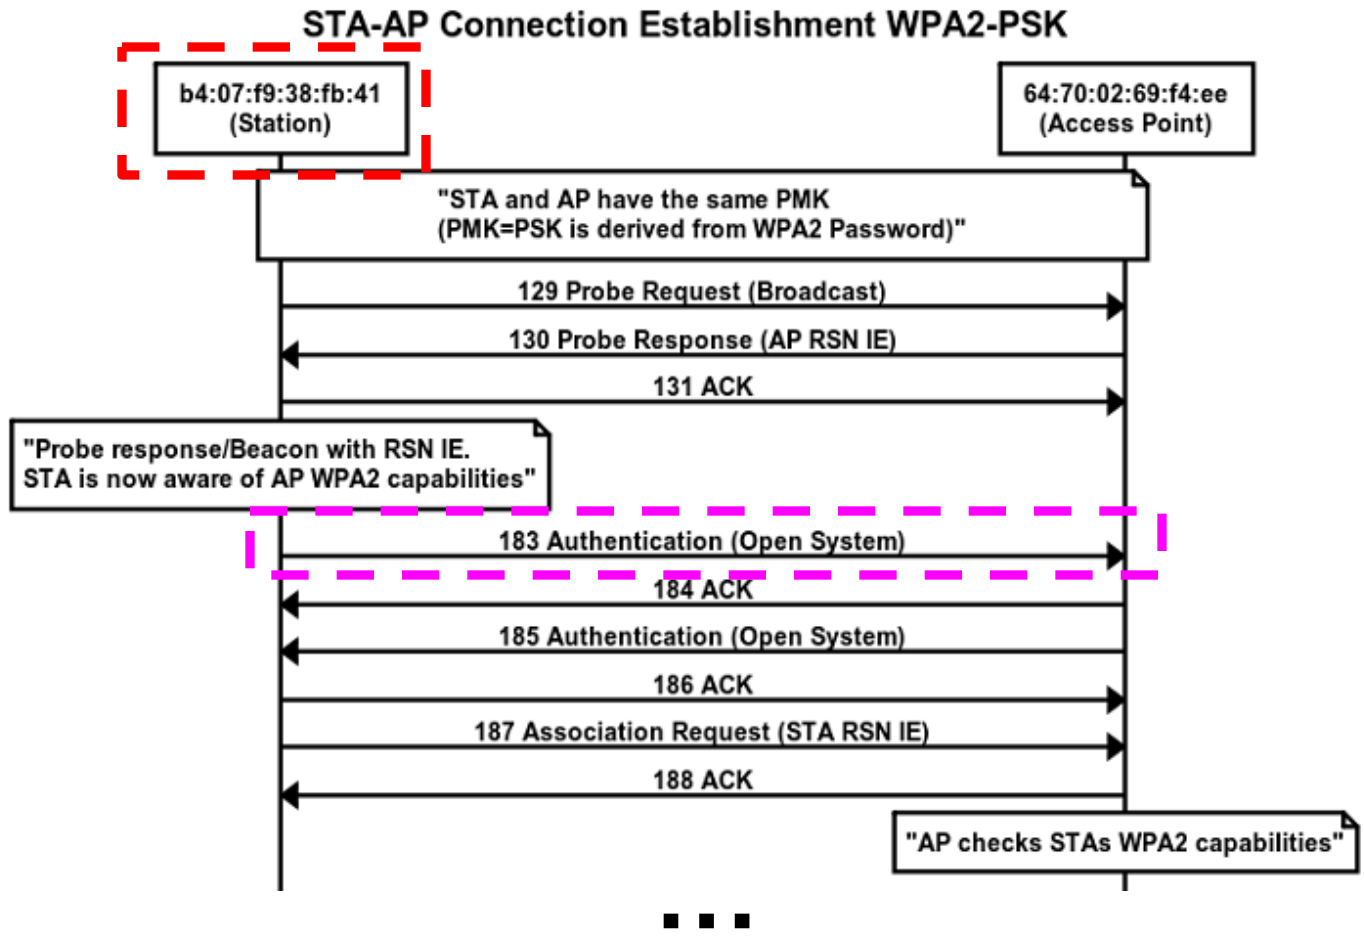 STA-AP Connection Establishment WPA2-PSK
b4:07:f9:38:fb:41
(Station)
64:70:02:69:f4:ee
(Access Point)
"STA and AP have the same PMK
(PMK=PSK is derived from WPA2 Password)"
129 Probe Request (Broadcast)
130 Probe Response (AP RSN IE)
131 ACK
"Probe response/Beacon with RSN IE.
STA is now aware of AP WPA2 capabilities"
183 Authentication (Open System)
184 ACK
185 Authentication (Open System)
186 ACK
187 Association Request (STA RSN IE)
188 ACK
"AP checks STAs WPA2 capabilities"
...